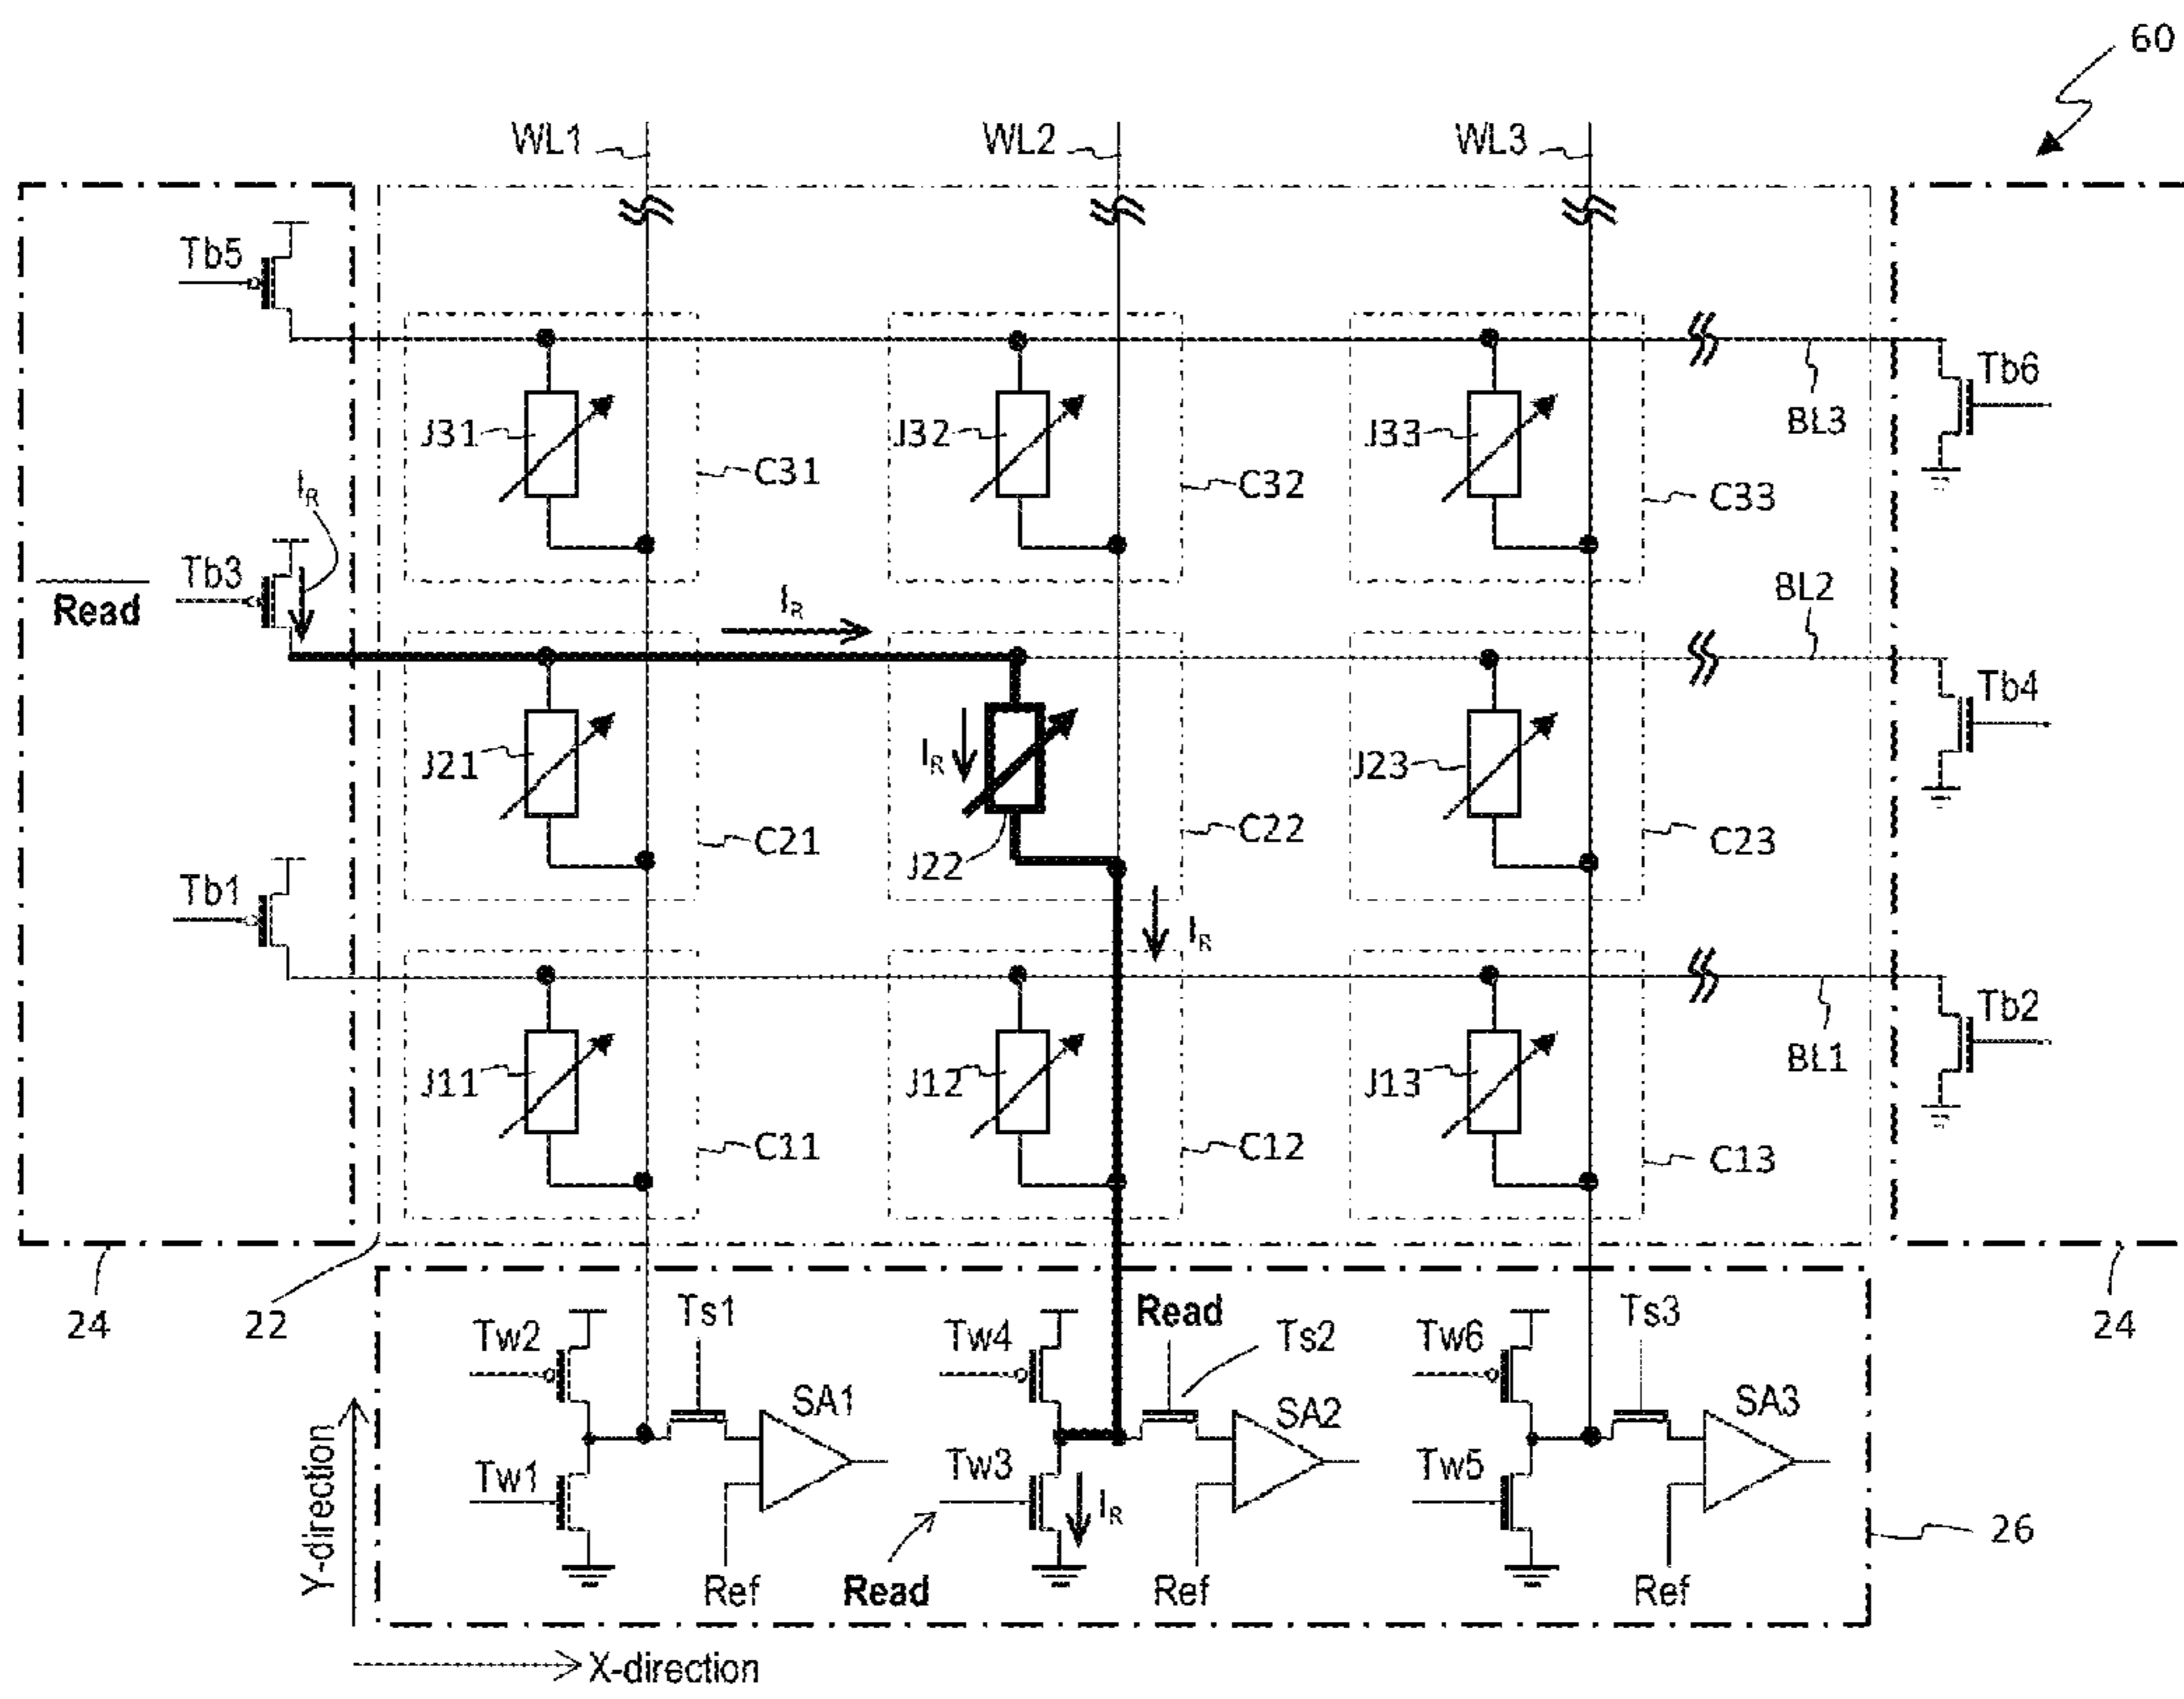 60
WL1 WL2 WL3
Tb5
Tb6
BL3
J31 J32 J33
C31 C32 C33
IR
Tb3
Read
IR
BL2
Tb4
J21 IR J23
C21 J22 C22 C23
Tb1
IR
Tb2
BL1
J11 J12 J13
C11 C12 C13
24 22 24
Ts1 Read Ts2 Ts3
Tw2 Tw4 Tw6
SA1 SA2 SA3
Tw1 Tw3 Tw5
IR
26
Ref Read Ref Ref
Y-direction
X-direction